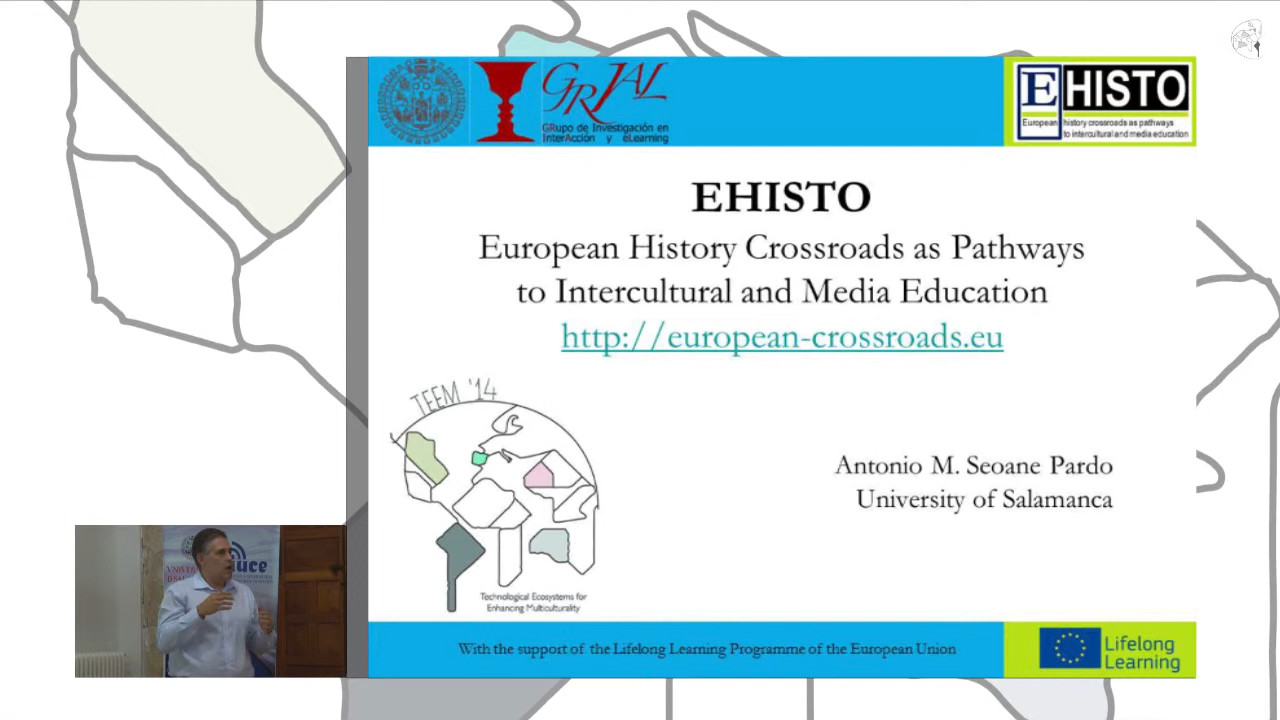 GRIAL
GRupo de Investigación en
InterAcción y eLearning
EHISTO
European history crossroads as pathways
to intercultural and media education
EHISTO
European History Crossroads as Pathways
to Intercultural and Media Education
http://european-crossroads.eu
TEEM '14
Antonio M. Seoane Pardo
University of Salamanca
Technological Ecosystems for
Enhancing Multiculturality
With the support of the Lifelong Learning Programme of the European Union
Lifelong
Learning